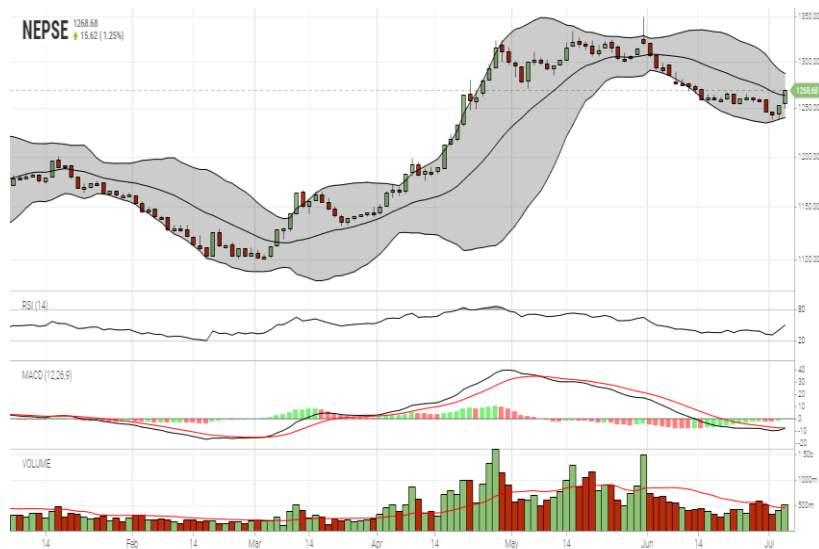 NEPSE 1268.68
15.62 ( 1.25%)
1350.00
1300.00
1268.68
1250.00
1200.00
1150.00
1100.00
RSI (14)
80
20
MACD (12,26,9)
40
30
20
10
0
-10
-20
VOLUME
1.50b
1000m
500m
14 Feb 14 Mar 14 Apr 14 May 14 Jun 14 Jul